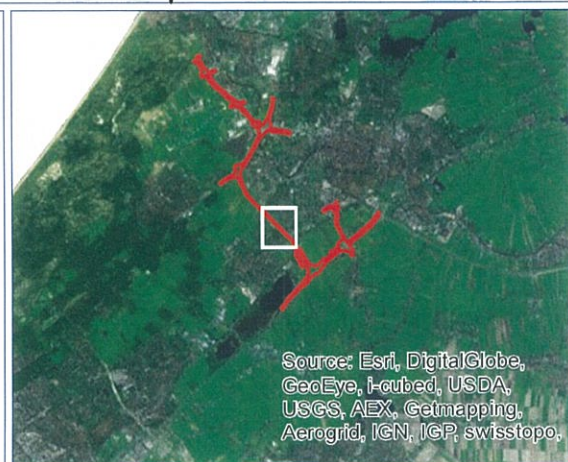 Source: Esri, DigitalGlobe,
GeoEye, i-cubed, USDA,
USGS, AEX, Getmapping,
Aerogrid, IGN, IGP, swisstopo,